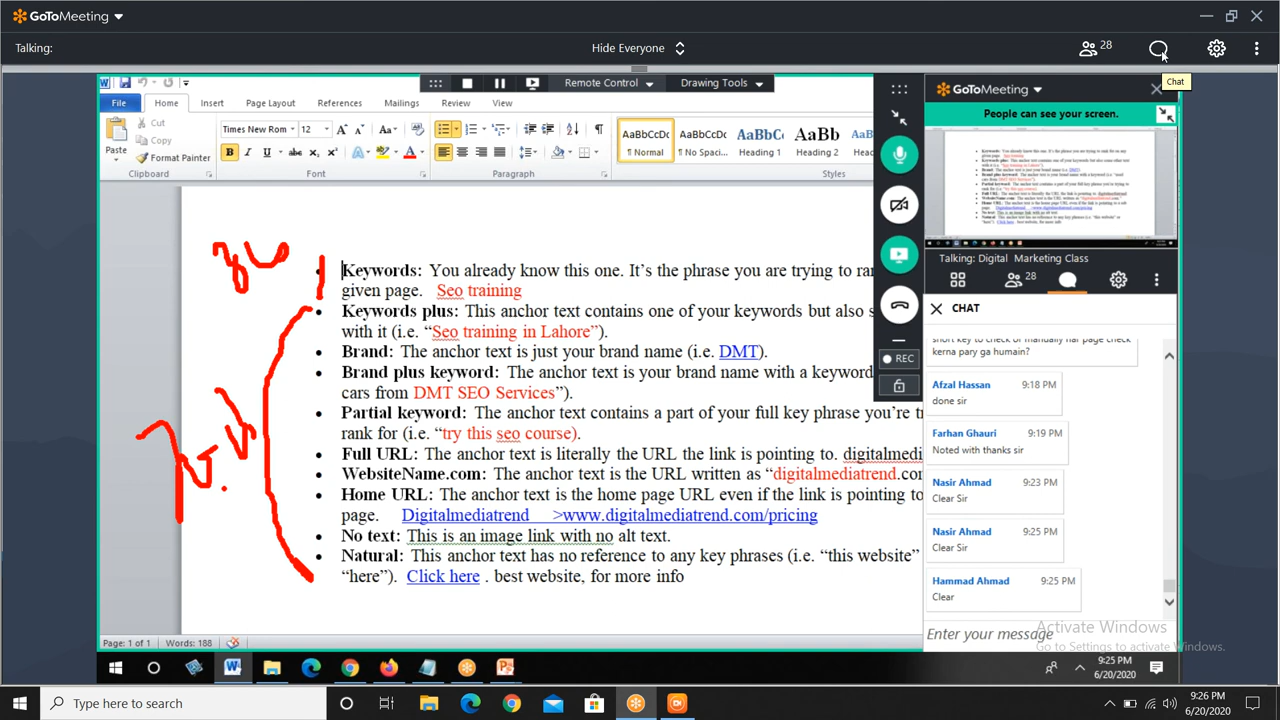 GoToMeeting
Talking:
Hide Everyone
28
Chat
Remote Control
Drawing Tools
File
Home
Insert
Page Layout
References
Mailings
Review
View
Paste
Cut
Copy
Format Painter
Times New Rom
12
Aa
B I U
AaBbCcDc
AaBbCcDc
AaBbCc
AaBb
AaBbCcD
Normal
No Spaci...
Heading 1
Heading 2
Clipboard
Font
Paragraph
Styles
Keywords: You already know this one. It’s the phrase you are trying to ran
given page. Seo training
Keywords plus: This anchor text contains one of your keywords but also s
with it (i.e. “Seo training in Lahore”).
Brand: The anchor text is just your brand name (i.e. DMT).
Brand plus keyword: The anchor text is your brand name with a keyword
cars from DMT SEO Services”).
Partial keyword: The anchor text contains a part of your full key phrase you’re t
rank for (i.e. “try this seo course).
Full URL: The anchor text is literally the URL the link is pointing to. digitalmedia
WebsiteName.com: The anchor text is the URL written as “digitalmediatrend.co
Home URL: The anchor text is the home page URL even if the link is pointing to
page. Digitalmediatrend >www.digitalmediatrend.com/pricing
No text: This is an image link with no alt text.
Natural: This anchor text has no reference to any key phrases (i.e. “this website”
“here”). Click here . best website, for more info
REC
GoToMeeting
People can see your screen.
Talking: Digital Marketing Class
28
CHAT
short key to check or manually har page check
kerna pary ga humain?
Afzal Hassan 9:18 PM
done sir
Farhan Ghauri 9:19 PM
Noted with thanks sir
Nasir Ahmad 9:23 PM
Clear Sir
Nasir Ahmad 9:25 PM
Clear Sir
Hammad Ahmad 9:25 PM
Clear
Enter your message
Activate Windows
Go to Settings to activate Windows.
Page: 1 of 1
Words: 188
9:25 PM
6/20/2020
Type here to search
9:26 PM
6/20/2020